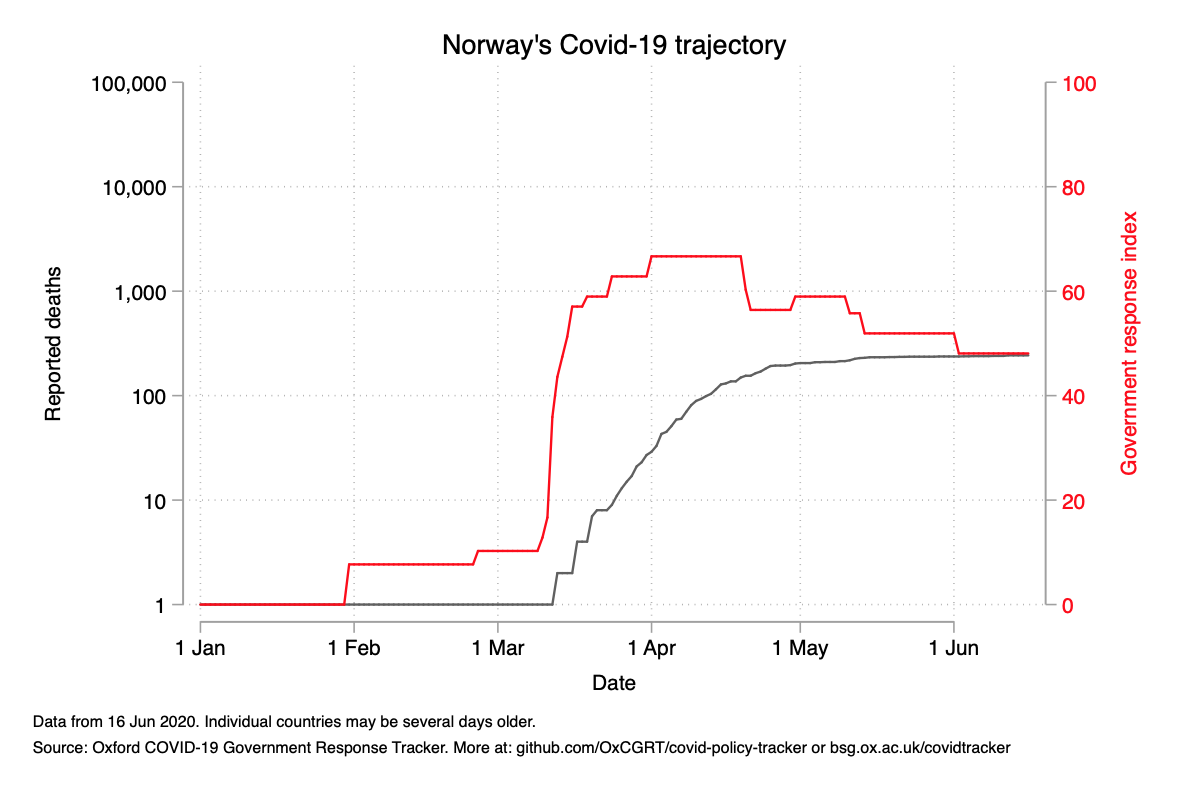 Norway's Covid-19 trajectory
100,000
10,000
1,000
100
10
1
Reported deaths
100
80
60
40
20
0
Government response index
1 Jan
1 Feb
1 Mar
1 Apr
1 May
1 Jun
Date
Data from 16 Jun 2020. Individual countries may be several days older.
Source: Oxford COVID-19 Government Response Tracker. More at: github.com/OxCGRT/covid-policy-tracker or bsg.ox.ac.uk/covidtracker